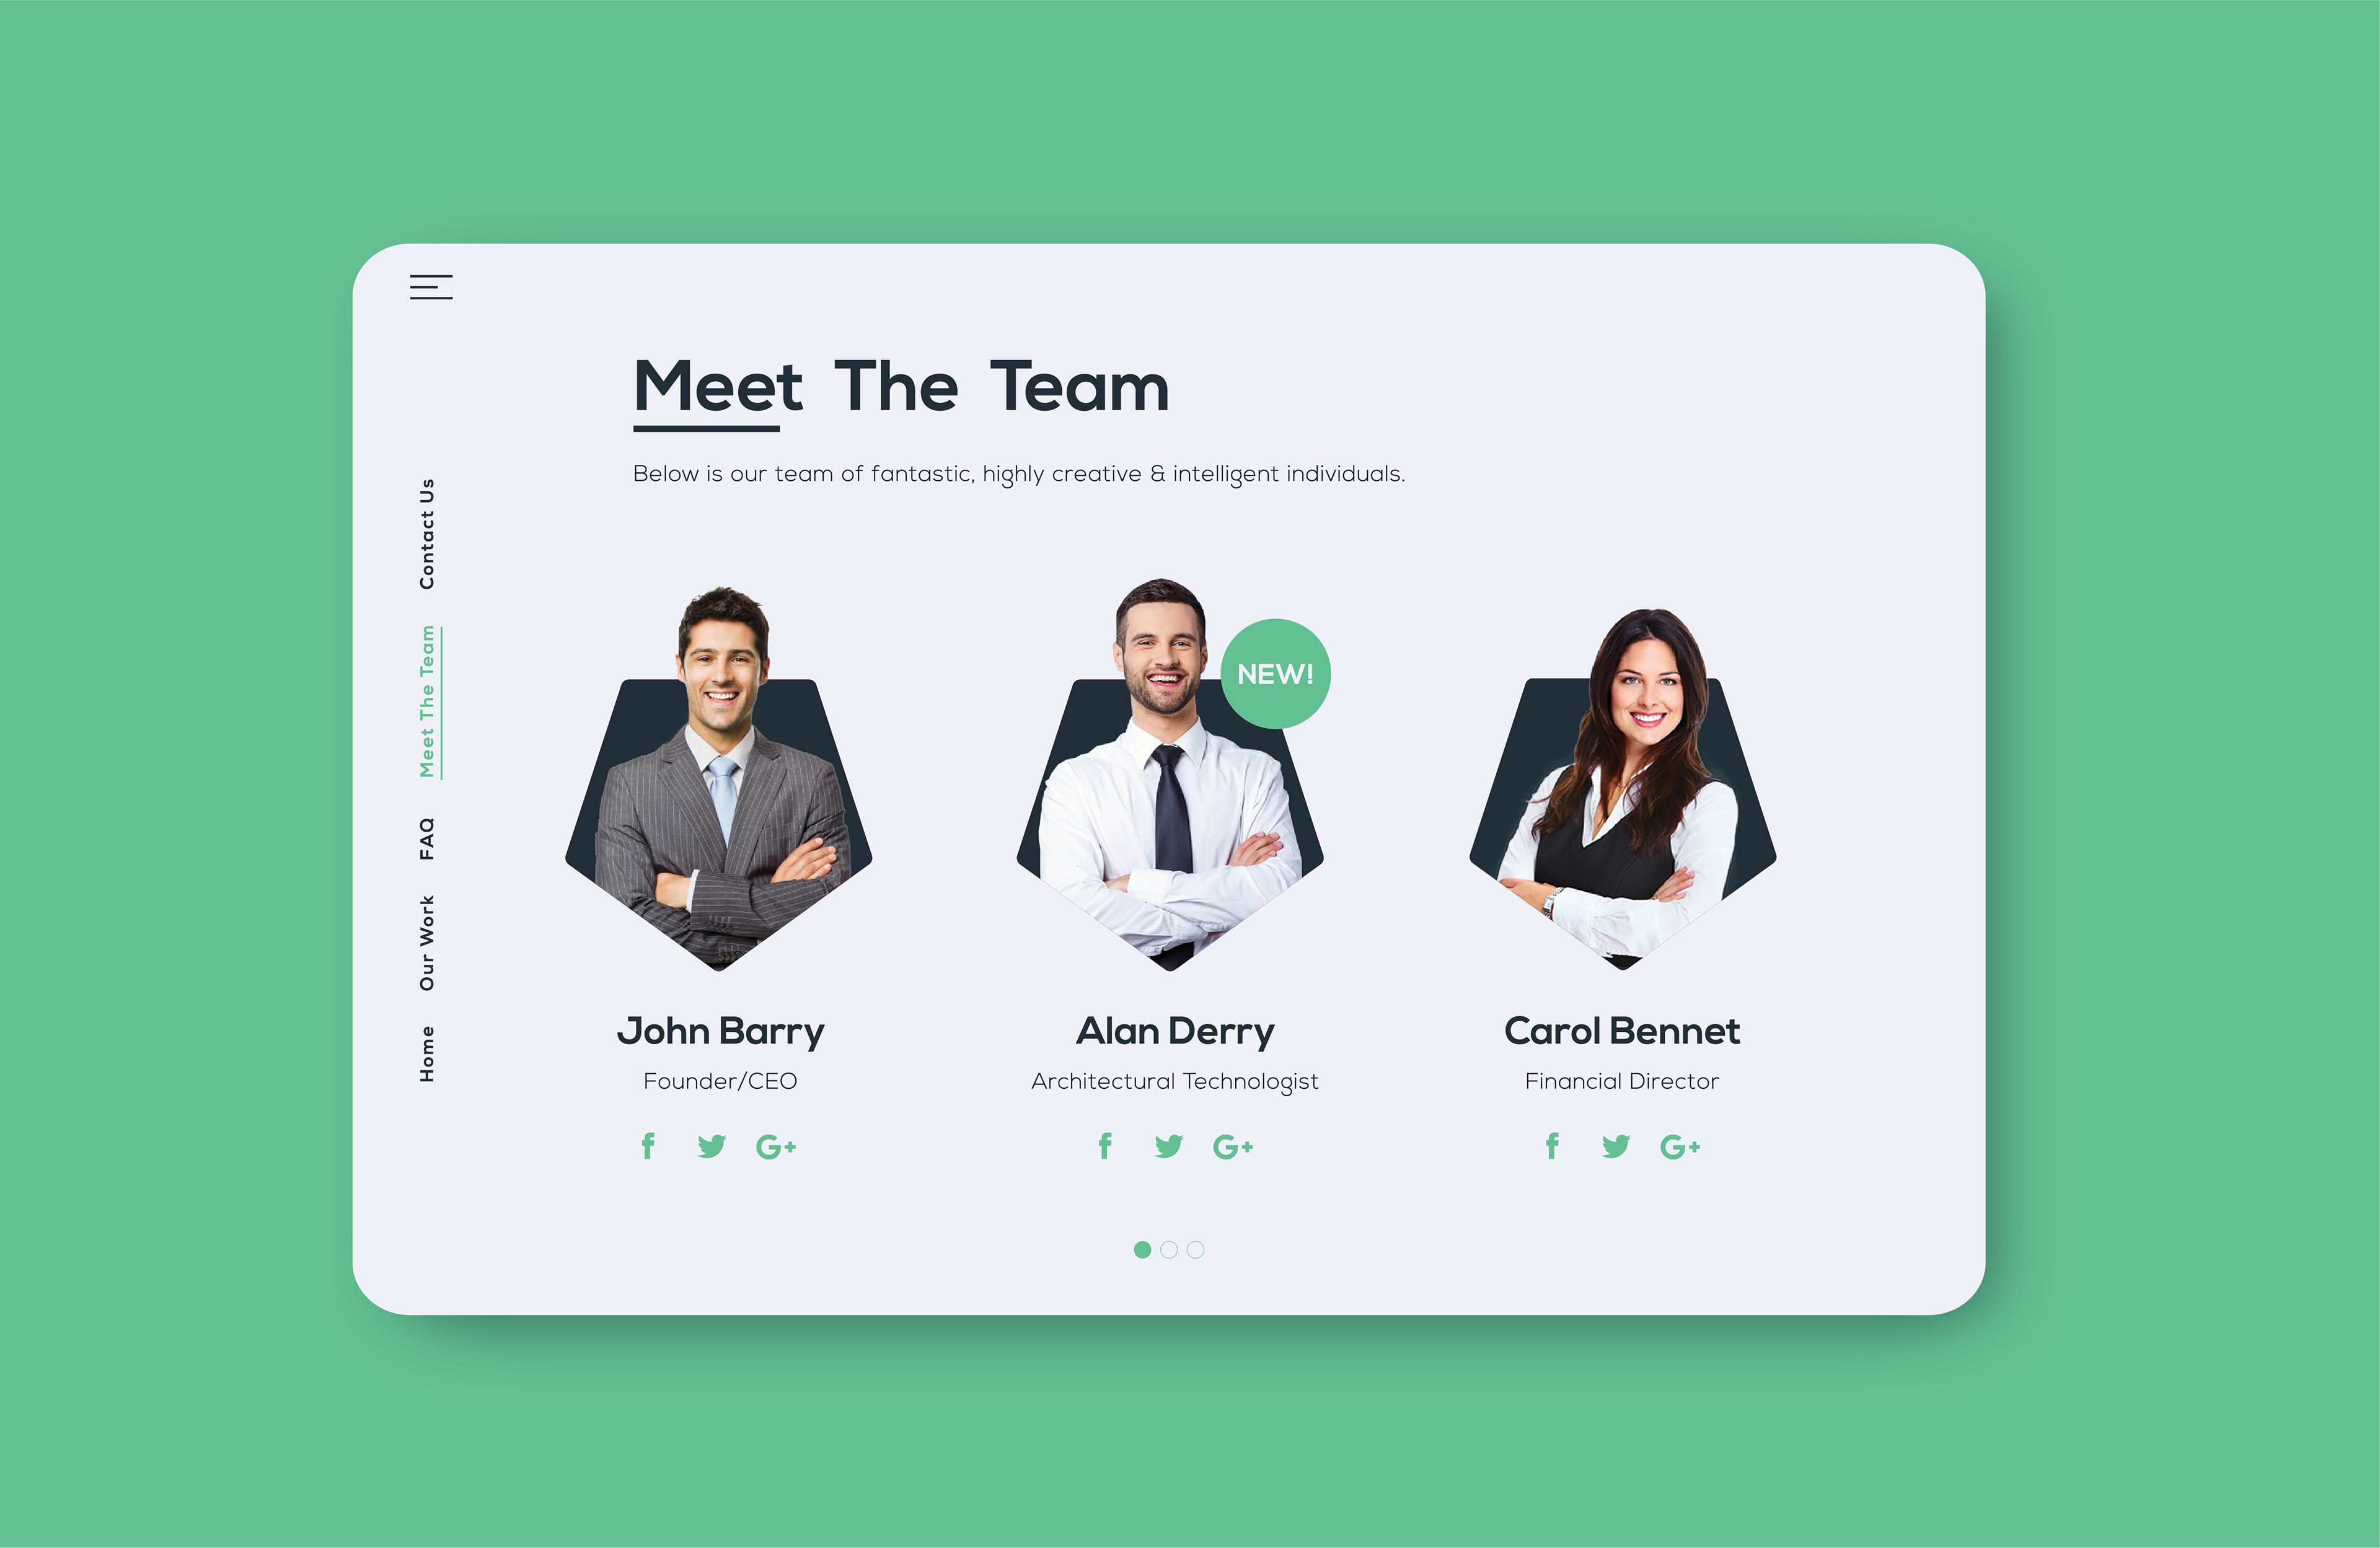 Meet The Team
Below is our team of fantastic, highly creative & intelligent individuals.
Contact Us
Meet The Team
FAQ
Our Work
Home
NEW!
John Barry
Founder/CEO
Alan Derry
Architectural Technologist
Carol Bennet
Financial Director
f G+
f G+
f G+